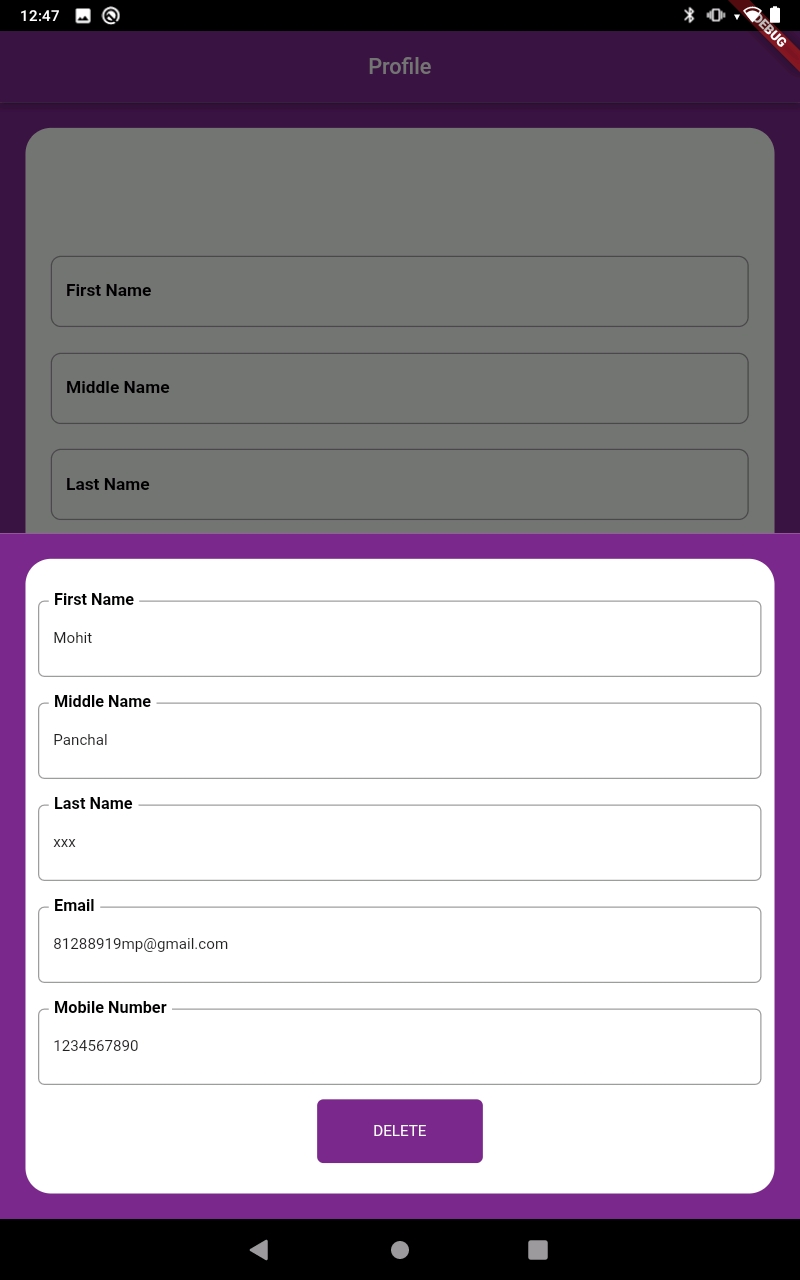 12:47
DEBUG
Profile
First Name
Middle Name
Last Name
First Name
Mohit
Middle Name
Panchal
Last Name
xxx
Email
81288919mp@gmail.com
Mobile Number
1234567890
DELETE